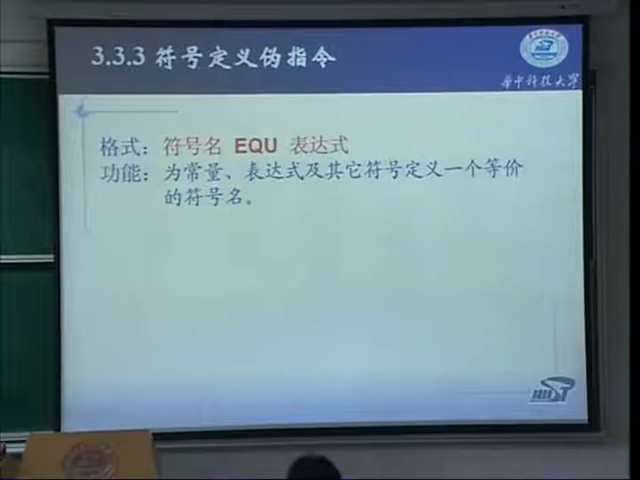 3.3.3 符号定义伪指令
华中科技大学
格式：符号名 EQU 表达式
功能：为常量、表达式及其它符号定义一个等价
的符号名。